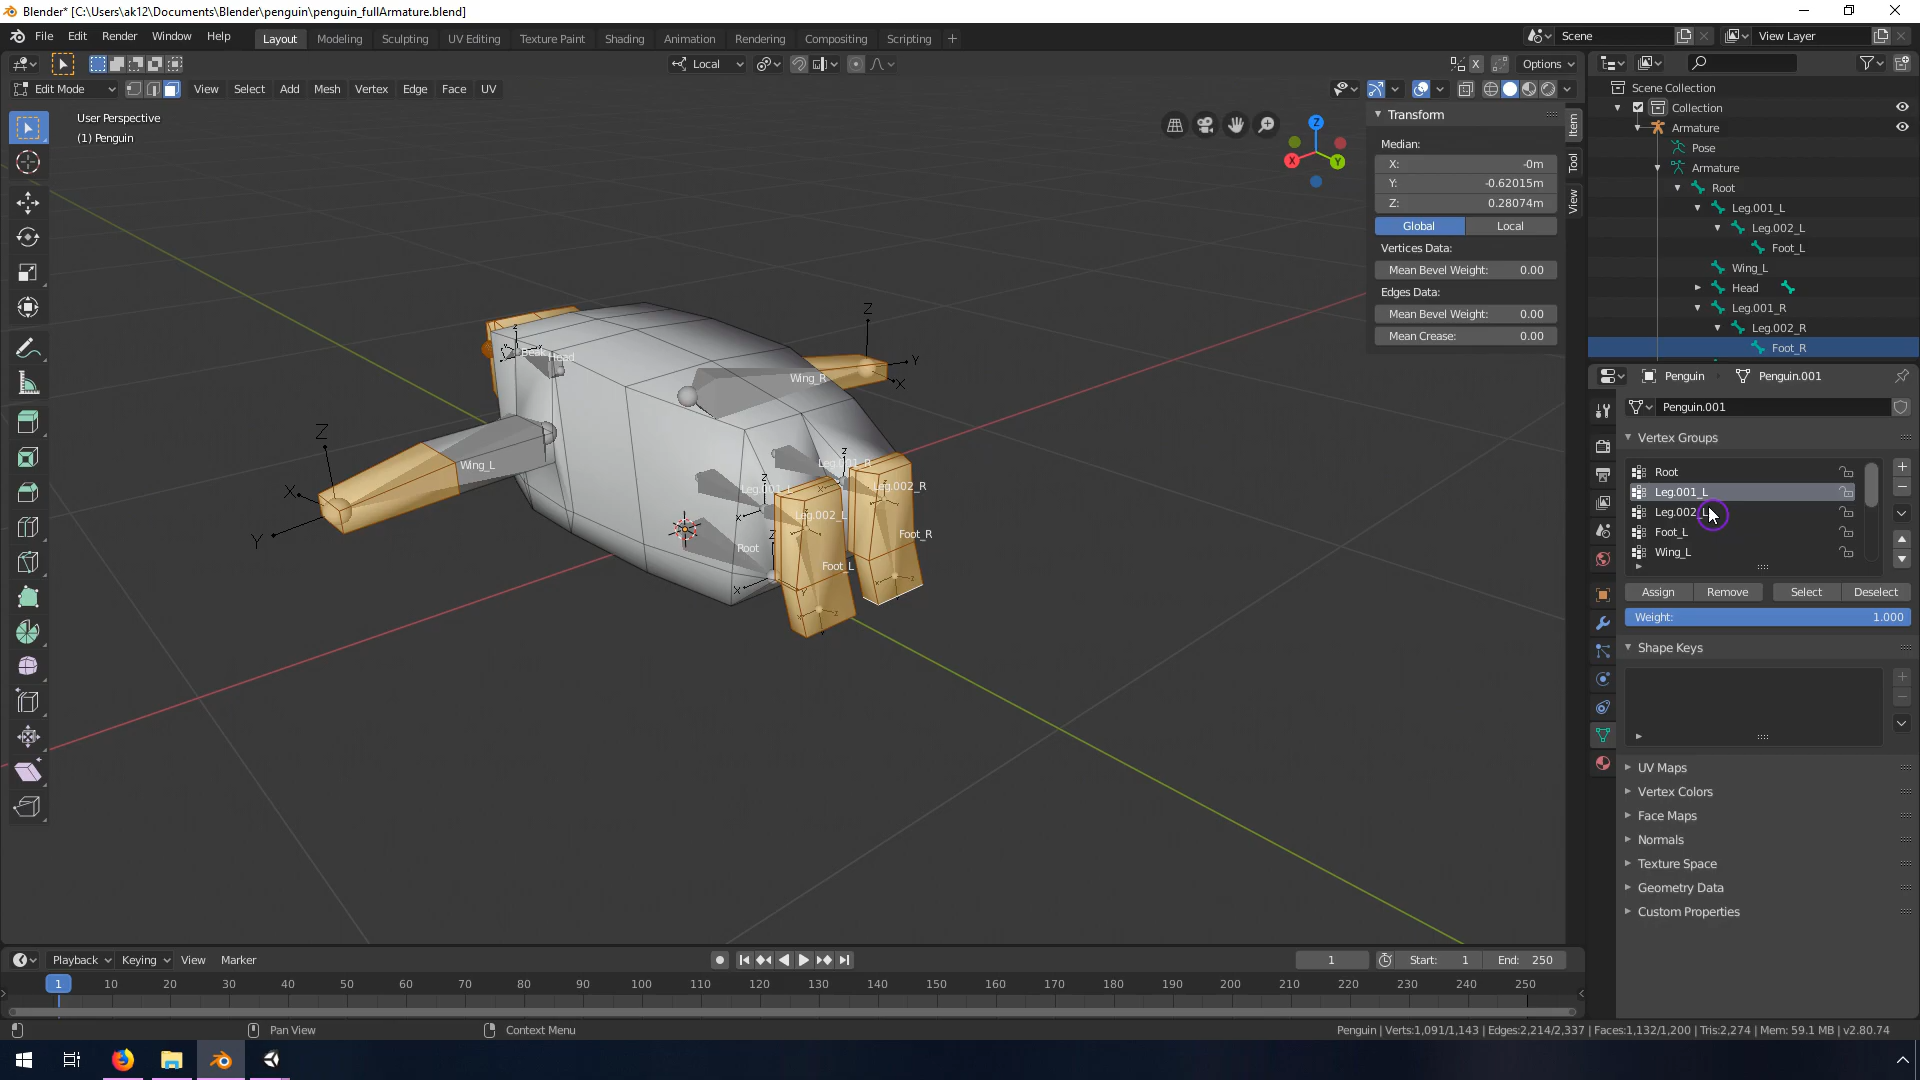 Blender* [C:\Users\ak12\Documents\Blender\penguin\penguin_fullArmature.blend]
File Edit Render Window Help Layout Modeling Sculpting UV Editing Texture Paint Shading Animation Rendering Compositing Scripting Scene View Layer
Local Options
Edit Mode View Select Add Mesh Vertex Edge Face UV
User Perspective
(1) Penguin
Z
X
Y
Transform
Median:
X: -0m
Y: -0.62015m
Z: 0.28074m
Global Local
Vertices Data:
Mean Bevel Weight: 0.00
Edges Data:
Mean Bevel Weight: 0.00
Mean Crease: 0.00
Item
Tool
View
Scene Collection
Collection
Armature
Pose
Armature
Root
Leg.001_L
Leg.002_L
Foot_L
Wing_L
Head
Leg.001_R
Leg.002_R
Foot_R
Penguin Penguin.001
Penguin.001
Vertex Groups
Root
Leg.001_L
Leg.002_L
Foot_L
Wing_L
Assign Remove Select Deselect
Weight: 1.000
Shape Keys
UV Maps
Vertex Colors
Face Maps
Normals
Texture Space
Geometry Data
Custom Properties
Beak
Head
Wing_R
Wing_L
Leg.001_R
Leg.001_L
Leg.002_R
Leg.002_L
Foot_R
Root
Foot_L
Z
Y
X
Z
X
Y
Playback Keying View Marker 1 Start: 1 End: 250
1 10 20 30 40 50 60 70 80 90 100 110 120 130 140 150 160 170 180 190 200 210 220 230 240 250
Pan View Context Menu Penguin | Verts:1,091/1,143 | Edges:2,214/2,337 | Faces:1,132/1,200 | Tris:2,274 | Mem: 59.1 MB | v2.80.74